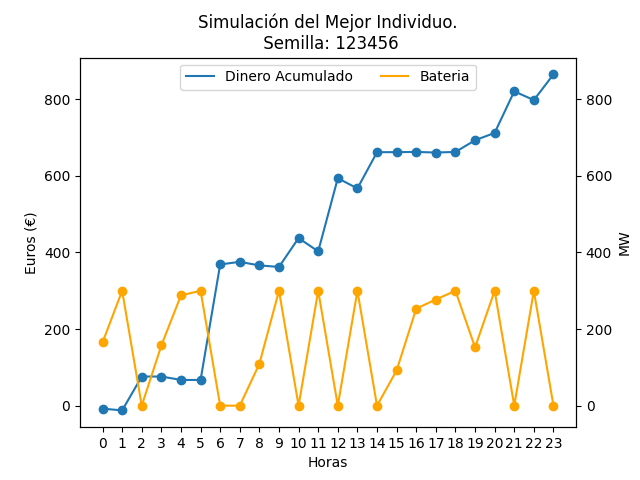 Simulación del Mejor Individuo.
Semilla: 123456
Dinero Acumulado Bateria
800 800
600 600
400 400
200 200
0 0
Euros (€)
MW
0 1 2 3 4 5 6 7 8 9 10 11 12 13 14 15 16 17 18 19 20 21 22 23
Horas